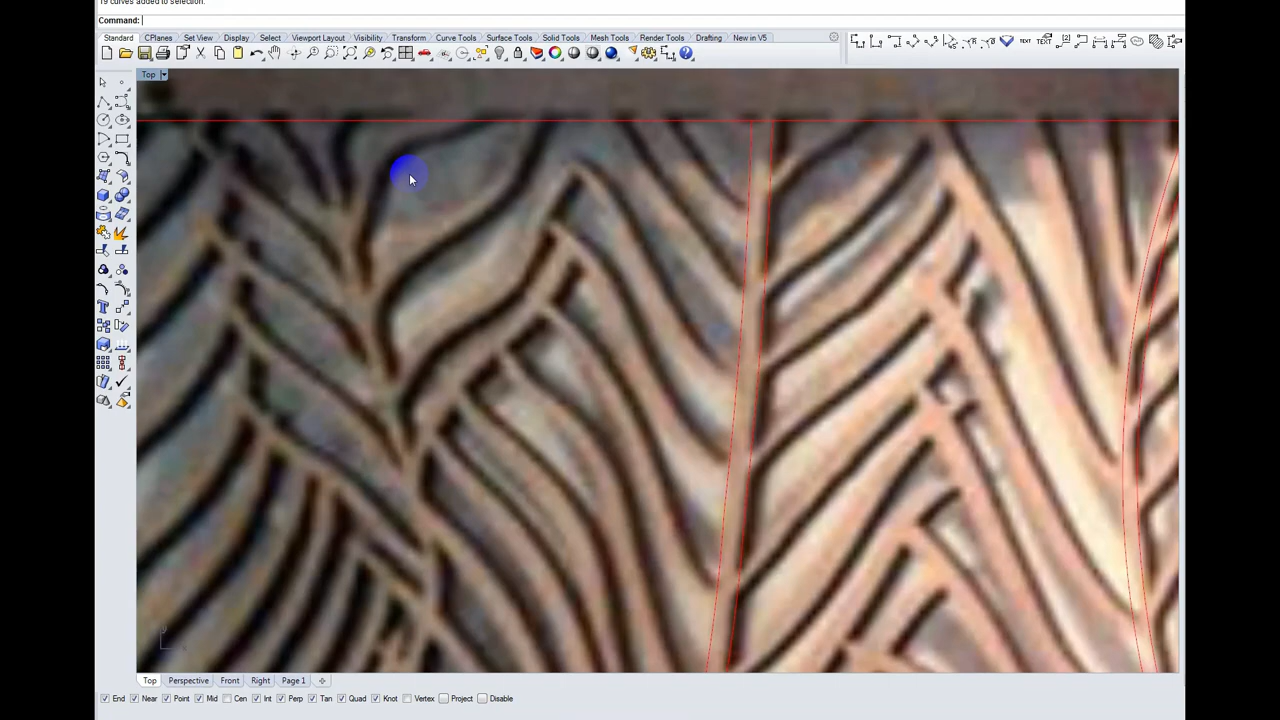 19 curves added to selection.
Command:
Standard CPlanes Set View Display Select Viewport Layout Visibility Transform Curve Tools Surface Tools Solid Tools Mesh Tools Render Tools Drafting New in V5
TEXT TEXT
Top
Top Perspective Front Right Page 1
End Near Point Mid Cen Int Perp Tan Quad Knot Vertex Project Disable